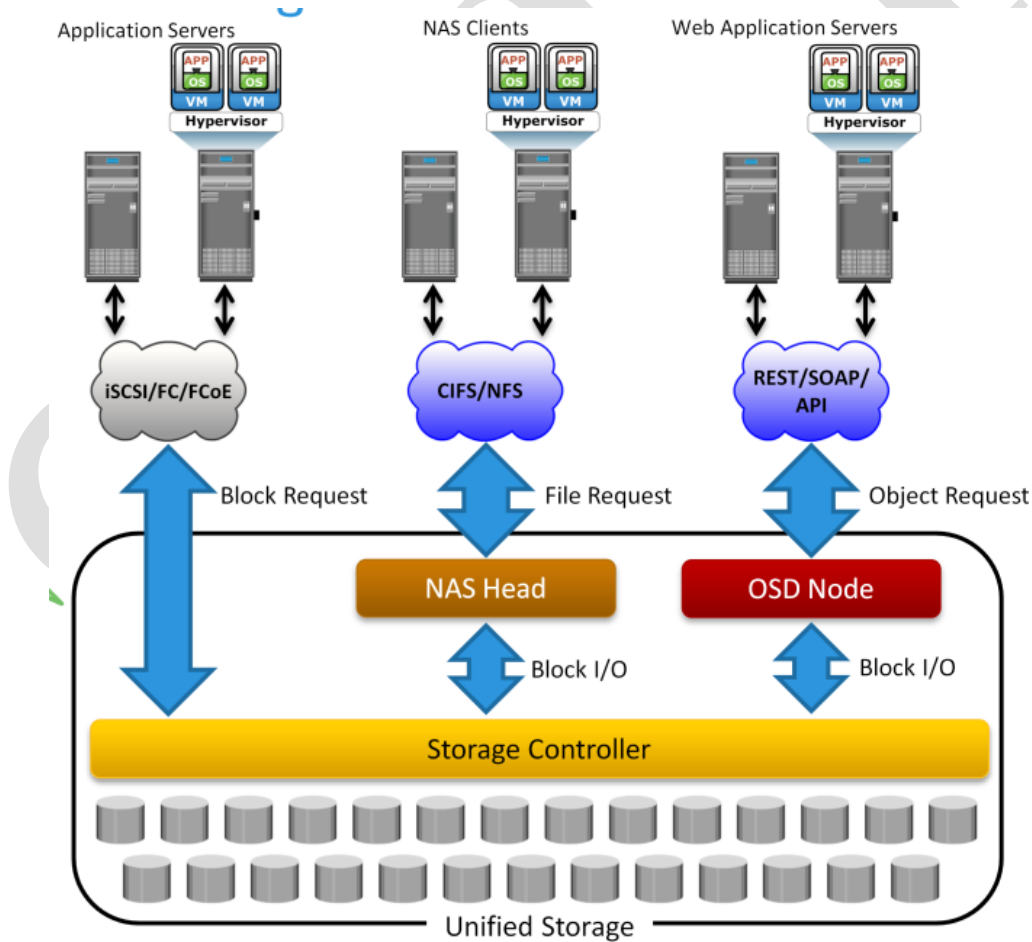 Application Servers
NAS Clients
Web Application Servers
APP APP
OS OS
VM VM
Hypervisor
APP APP
OS OS
VM VM
Hypervisor
APP APP
OS OS
VM VM
Hypervisor
iSCSI/FC/FCoE
CIFS/NFS
REST/SOAP/
API
Block Request
File Request
Object Request
NAS Head
OSD Node
Block I/O
Block I/O
Storage Controller
Unified Storage